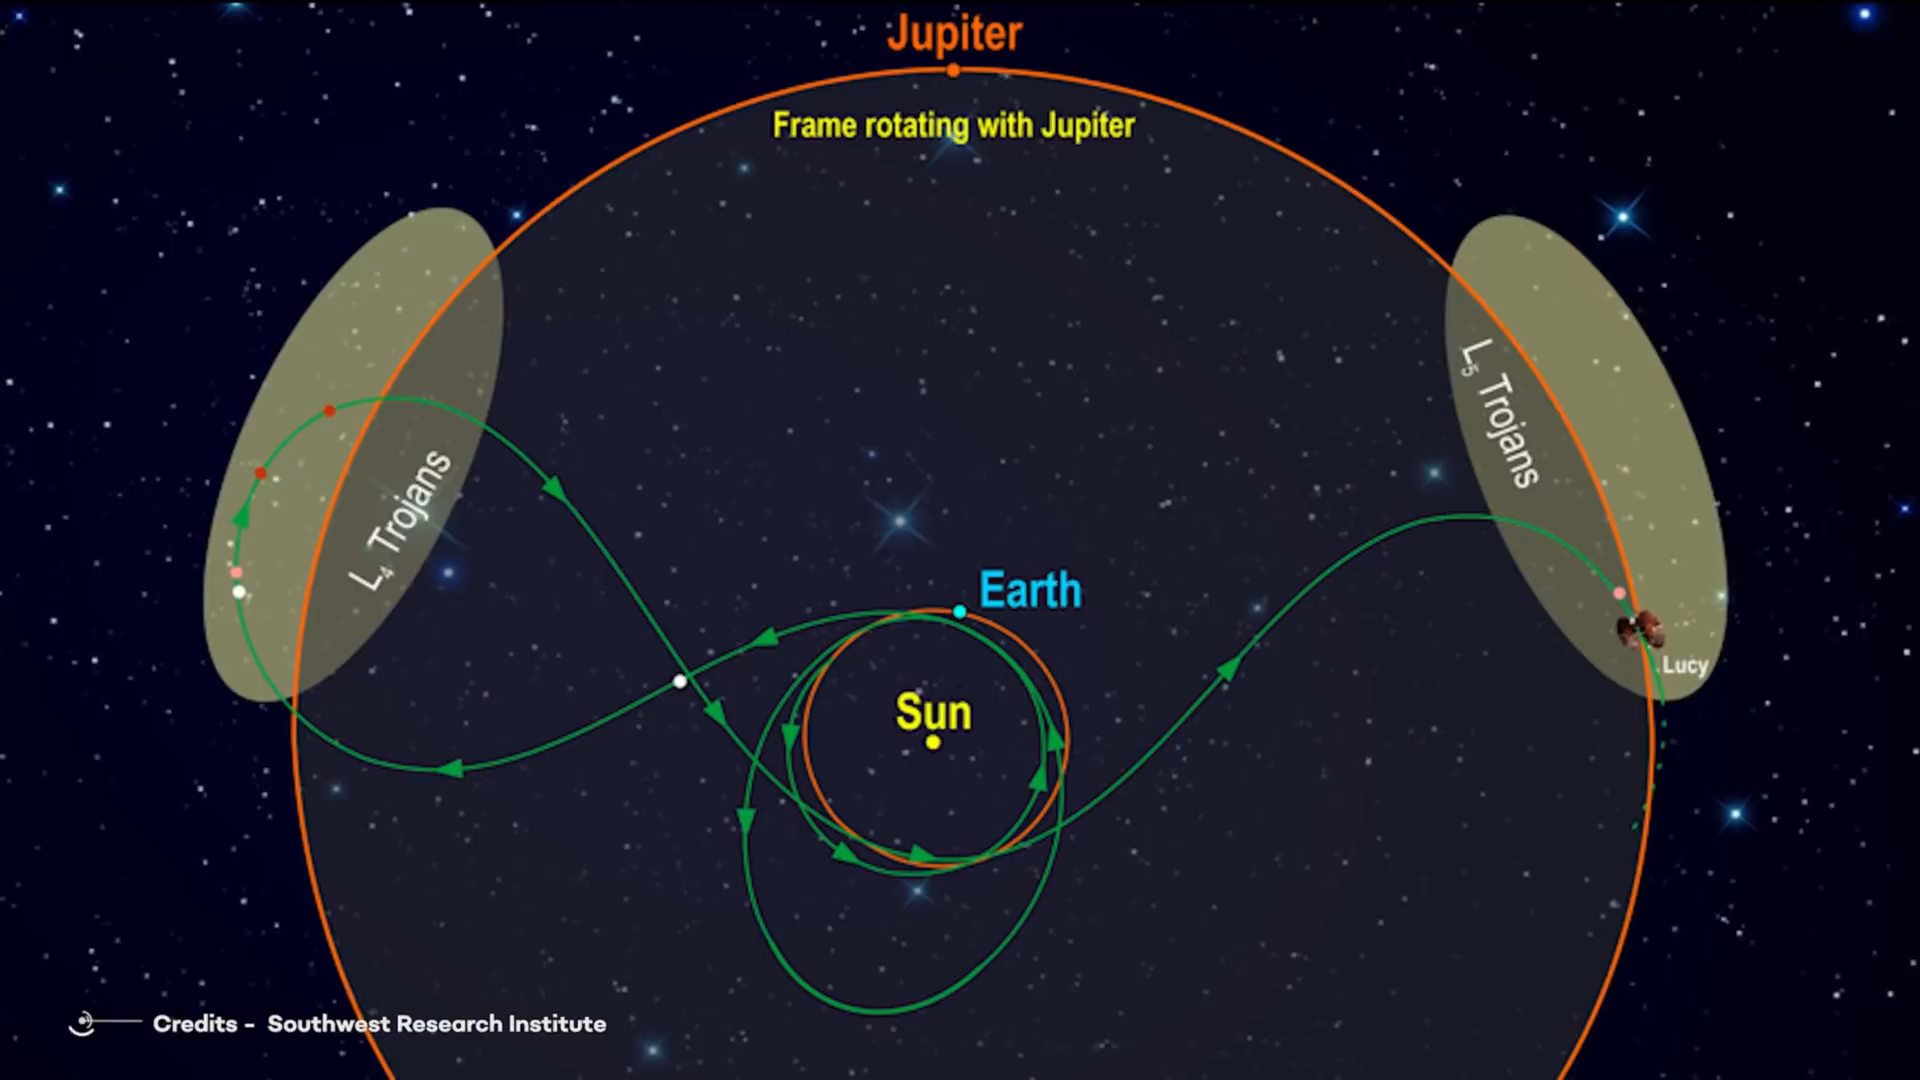 Jupiter
Frame rotating with Jupiter
L4 Trojans
L5 Trojans
Earth
Sun
Lucy
Credits - Southwest Research Institute